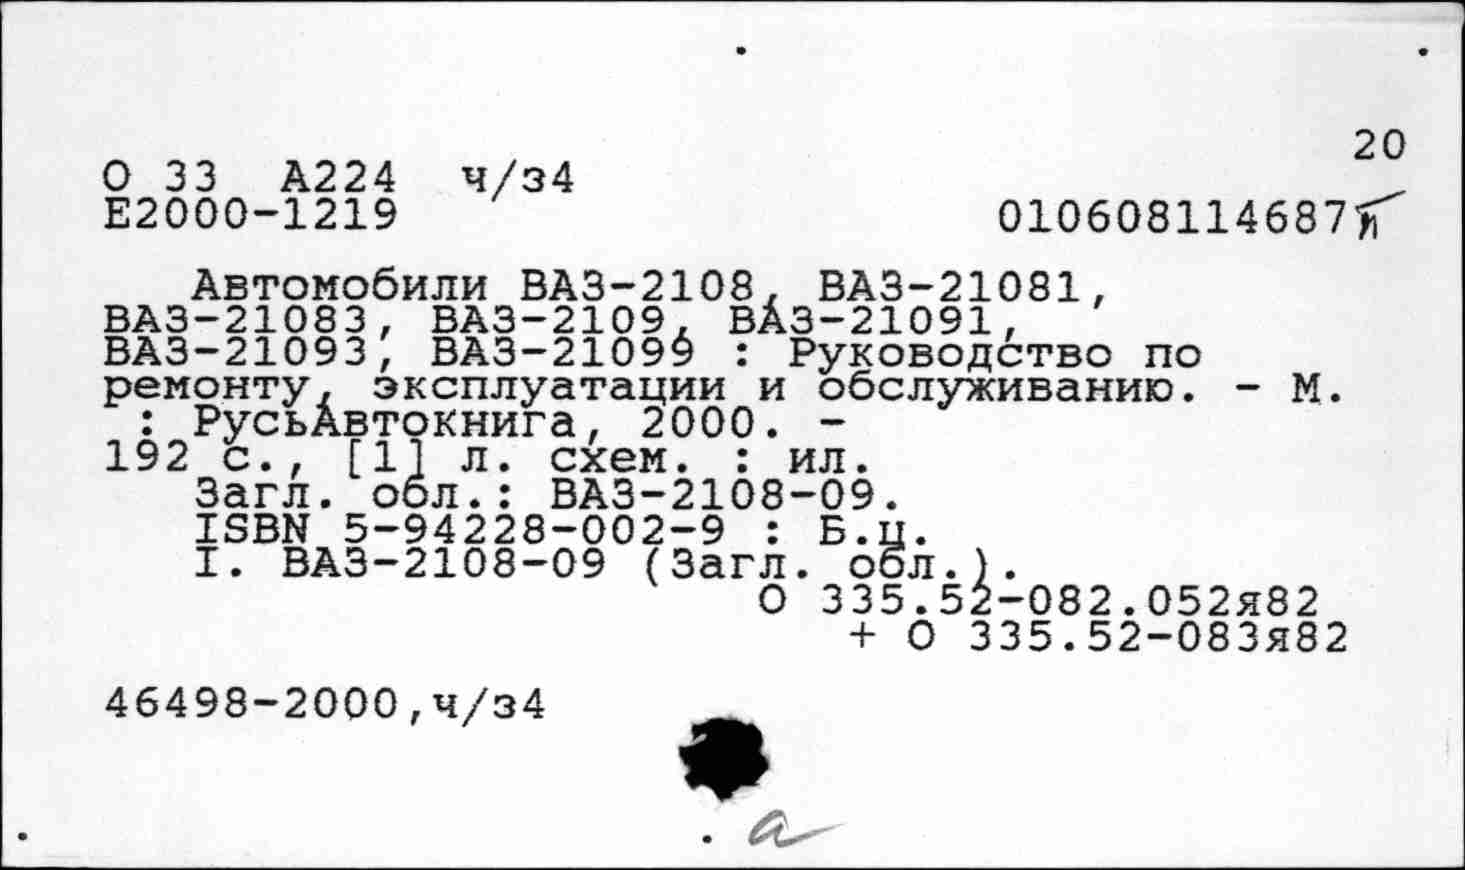 20
О 33 А224 ч/з4
Е2000-1219 010608114687
Автомобили ВАЗ-2108, ВАЗ-21081,
ВАЗ-21083, ВАЗ-2109, ВАЗ-21091,
ВАЗ-21093, ВАЗ-21099 : Руководство по
ремонту, эксплуатации и обслуживанию. - М.
: РусьАвтокнига, 2000. -
192 с., [1] л. схем. : ил.
Загл. обл.: ВАЗ-2108-09.
ISBN 5-94228-002-9 : Б.ц.
I. ВАЗ-2108-09 (Загл. обл.).
О 335.52-082.052я82
+ О 335.52-083я82
46498-2000,ч/з4
а